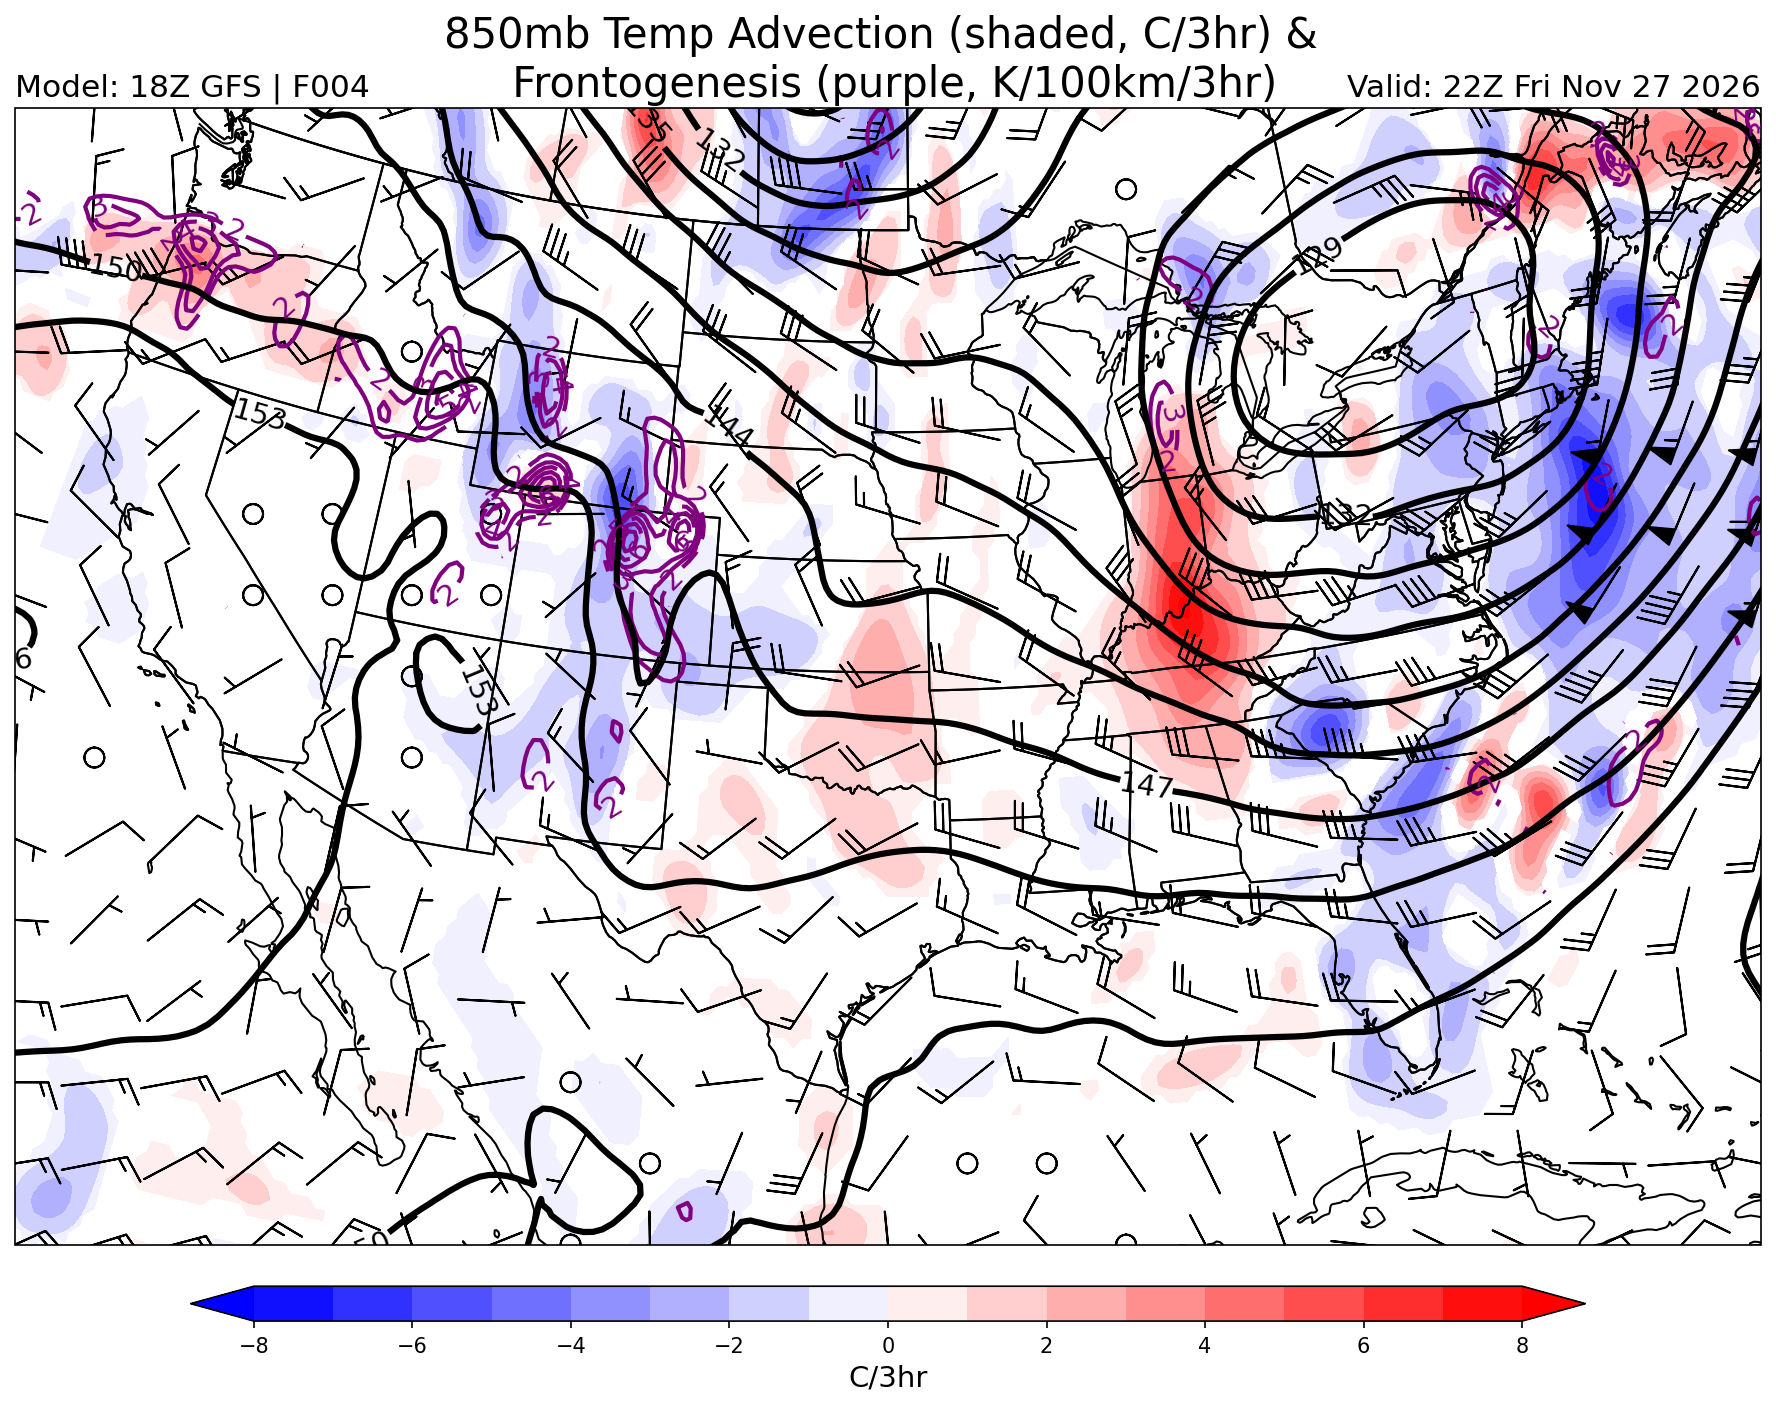 850mb Temp Advection (shaded, C/3hr) &
Model: 18Z GFS | F004
Frontogenesis (purple, K/100km/3hr)
Valid: 22Z Fri Nov 27 2026
132
129
150
153
144
132
153
147
−8 −6 −4 −2 0 2 4 6 8
C/3hr